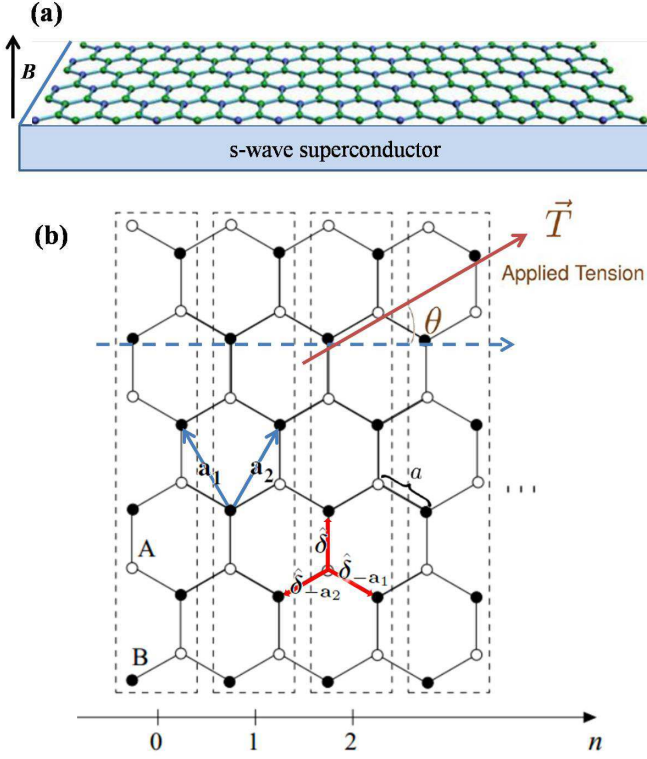 (a)
B
s-wave superconductor
(b)
T⃗
Applied Tension
θ
a₁ a₂
a
...
δ̂
A
δ̂₋ₐ₂ δ̂₋ₐ₁
B
0 1 2 n